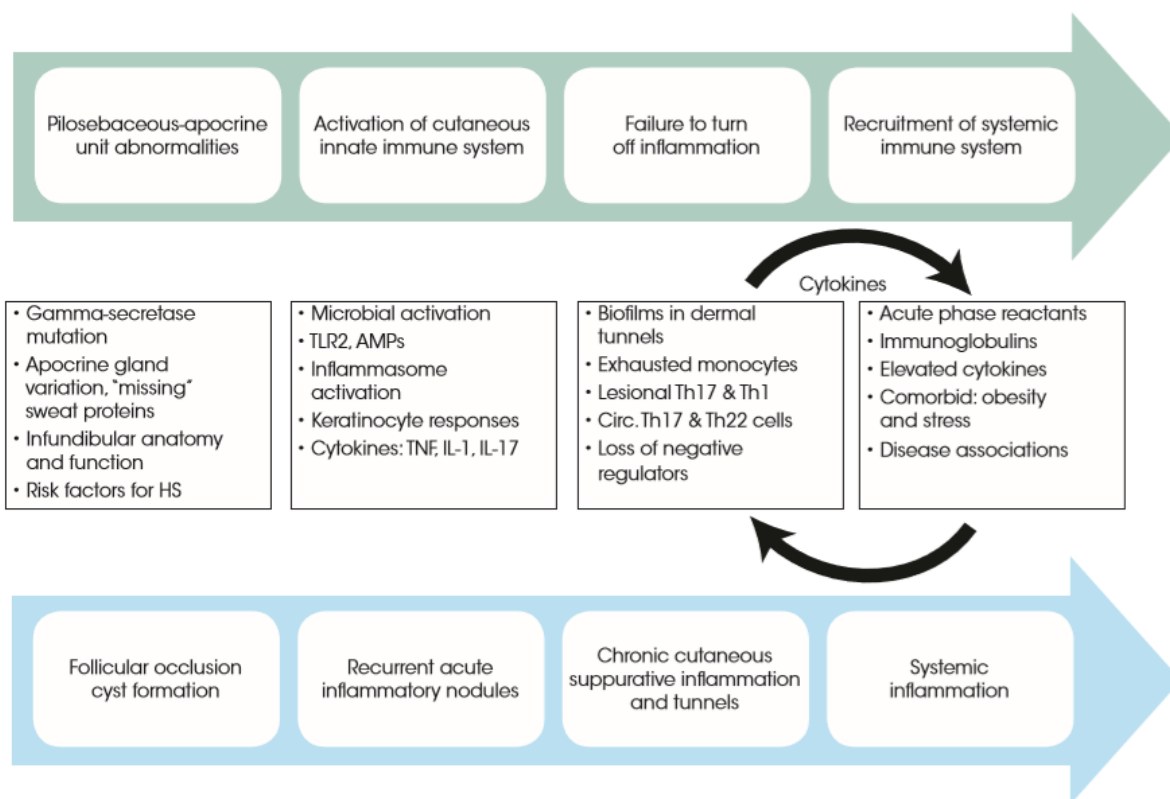 Pilosebaceous-apocrine
unit abnormalities
Activation of cutaneous
innate immune system
Failure to turn
off inflammation
Recruitment of systemic
immune system
Cytokines
• Gamma-secretase
mutation
• Apocrine gland
variation, "missing"
sweat proteins
• Infundibular anatomy
and function
• Risk factors for HS
• Microbial activation
• TLR2, AMPs
• Inflammasome
activation
• Keratinocyte responses
• Cytokines: TNF, IL-1, IL-17
• Biofilms in dermal
tunnels
• Exhausted monocytes
• Lesional Th17 & Th1
• Circ. Th17 & Th22 cells
• Loss of negative
regulators
• Acute phase reactants
• Immunoglobulins
• Elevated cytokines
• Comorbid: obesity
and stress
• Disease associations
Follicular occlusion
cyst formation
Recurrent acute
inflammatory nodules
Chronic cutaneous
suppurative inflammation
and tunnels
Systemic
inflammation